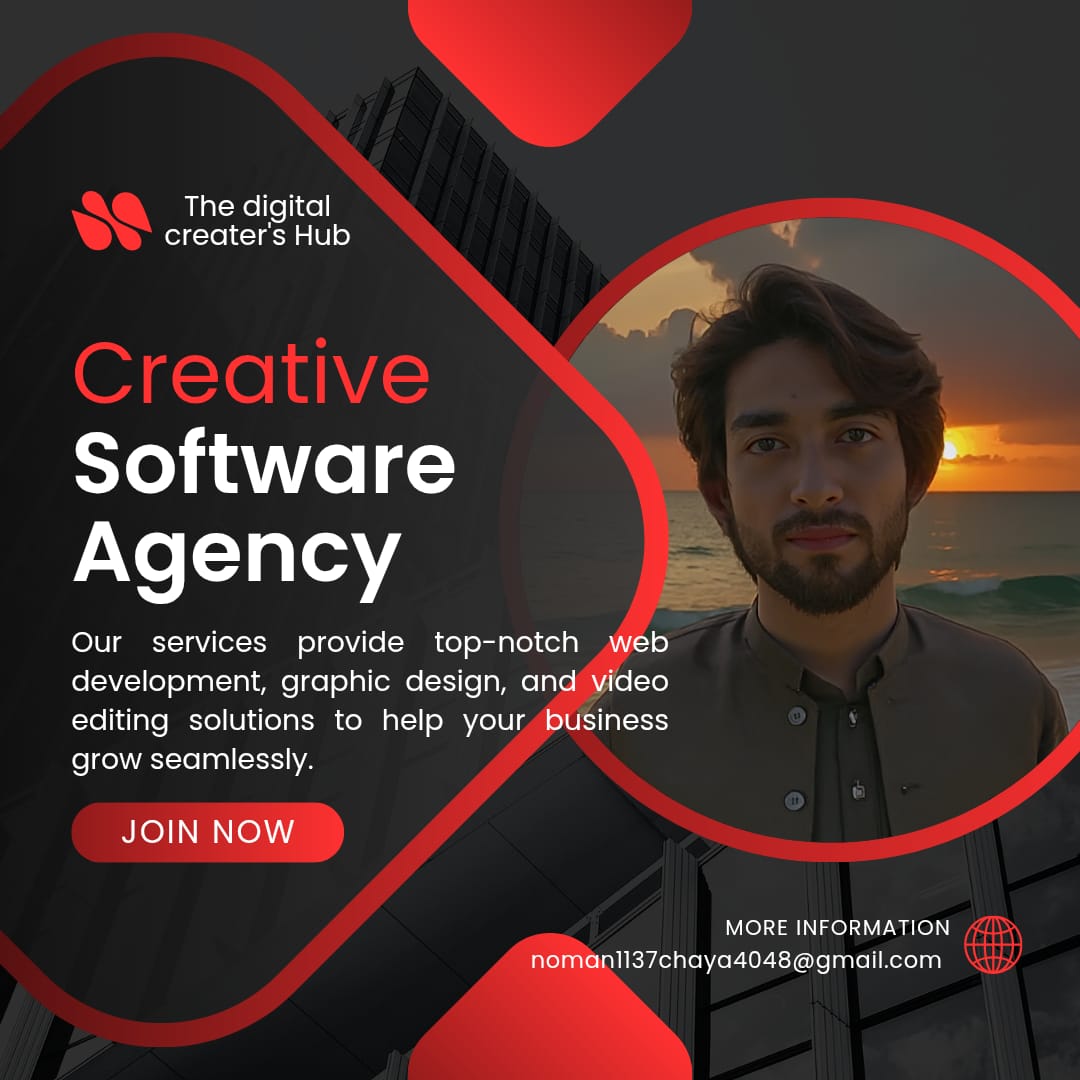 The digital
creater's Hub
Creative
Software
Agency
Our services provide top-notch web
development, graphic design, and video
editing solutions to help your business
grow seamlessly.
JOIN NOW
MORE INFORMATION
noman1137chaya4048@gmail.com